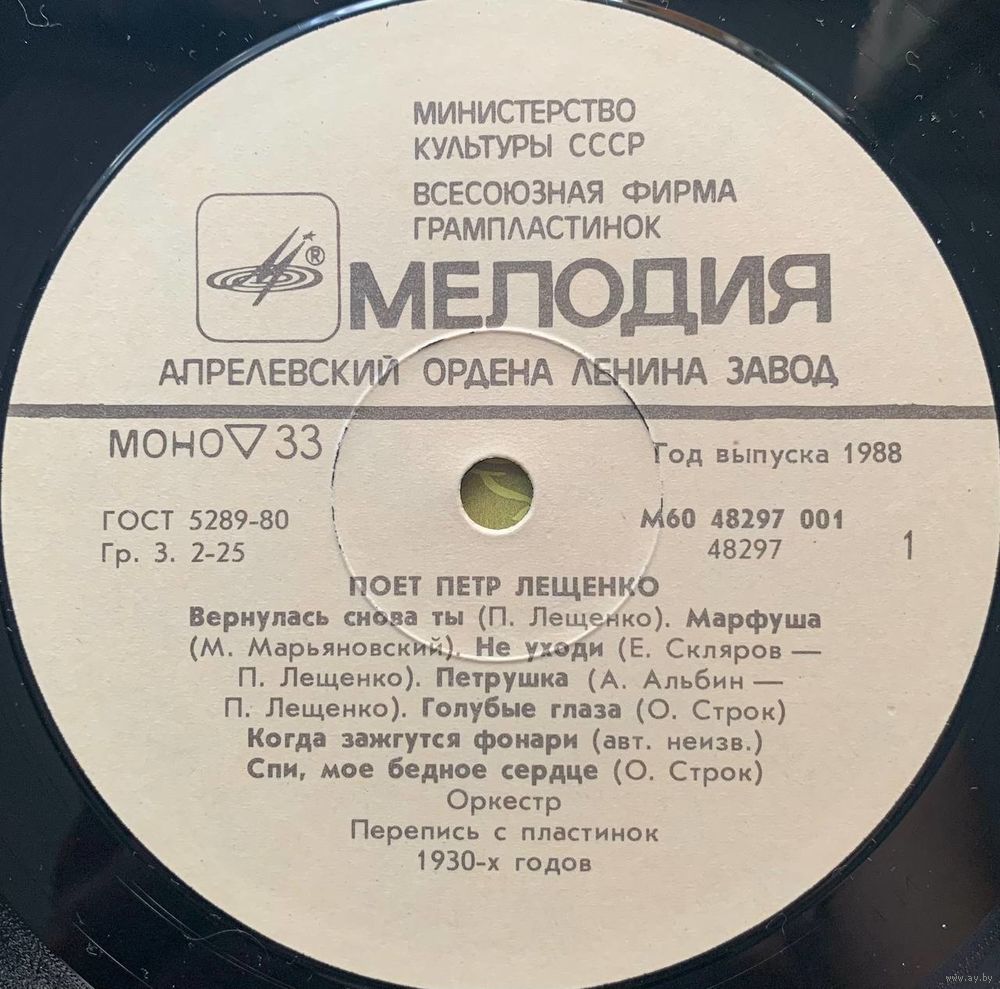 МИНИСТЕРСТВО
КУЛЬТУРЫ СССР
ВСЕСОЮЗНАЯ ФИРМА
ГРАМПЛАСТИНОК
®
МЕЛОДИЯ
АПРЕЛЕВСКИЙ ОРДЕНА ЛЕНИНА ЗАВОД
МОНО ▽ 33
Год выпуска 1988
ГОСТ 5289-80
Гр. 3. 2-25
М60 48297 001
48297
1
ПОЕТ ПЕТР ЛЕЩЕНКО
Вернулась снова ты (П. Лещенко). Марфуша
(М. Марьяновский). Не уходи (Е. Скляров —
П. Лещенко). Петрушка (А. Альбин —
П. Лещенко). Голубые глаза (О. Строк)
Когда зажгутся фонари (авт. неизв.)
Спи, мое бедное сердце (О. Строк)
Оркестр
Перепись с пластинок
1930-х годов
www.ay.by